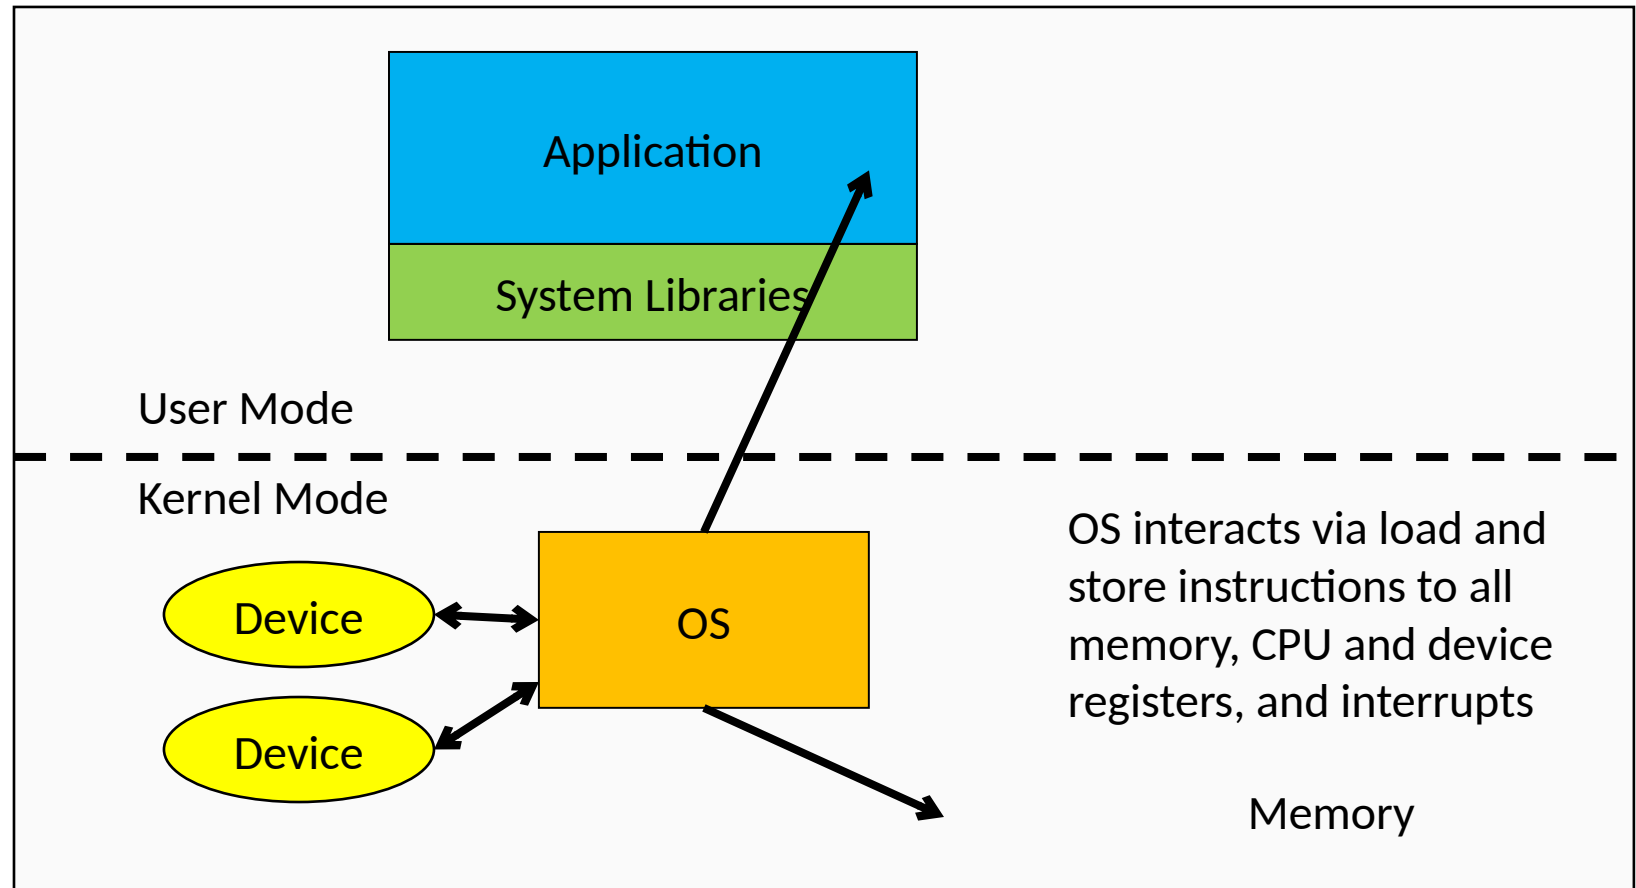 Application
System Libraries
User Mode
Kernel Mode
Device
Device
OS
OS interacts via load and
store instructions to all
memory, CPU and device
registers, and interrupts
Memory